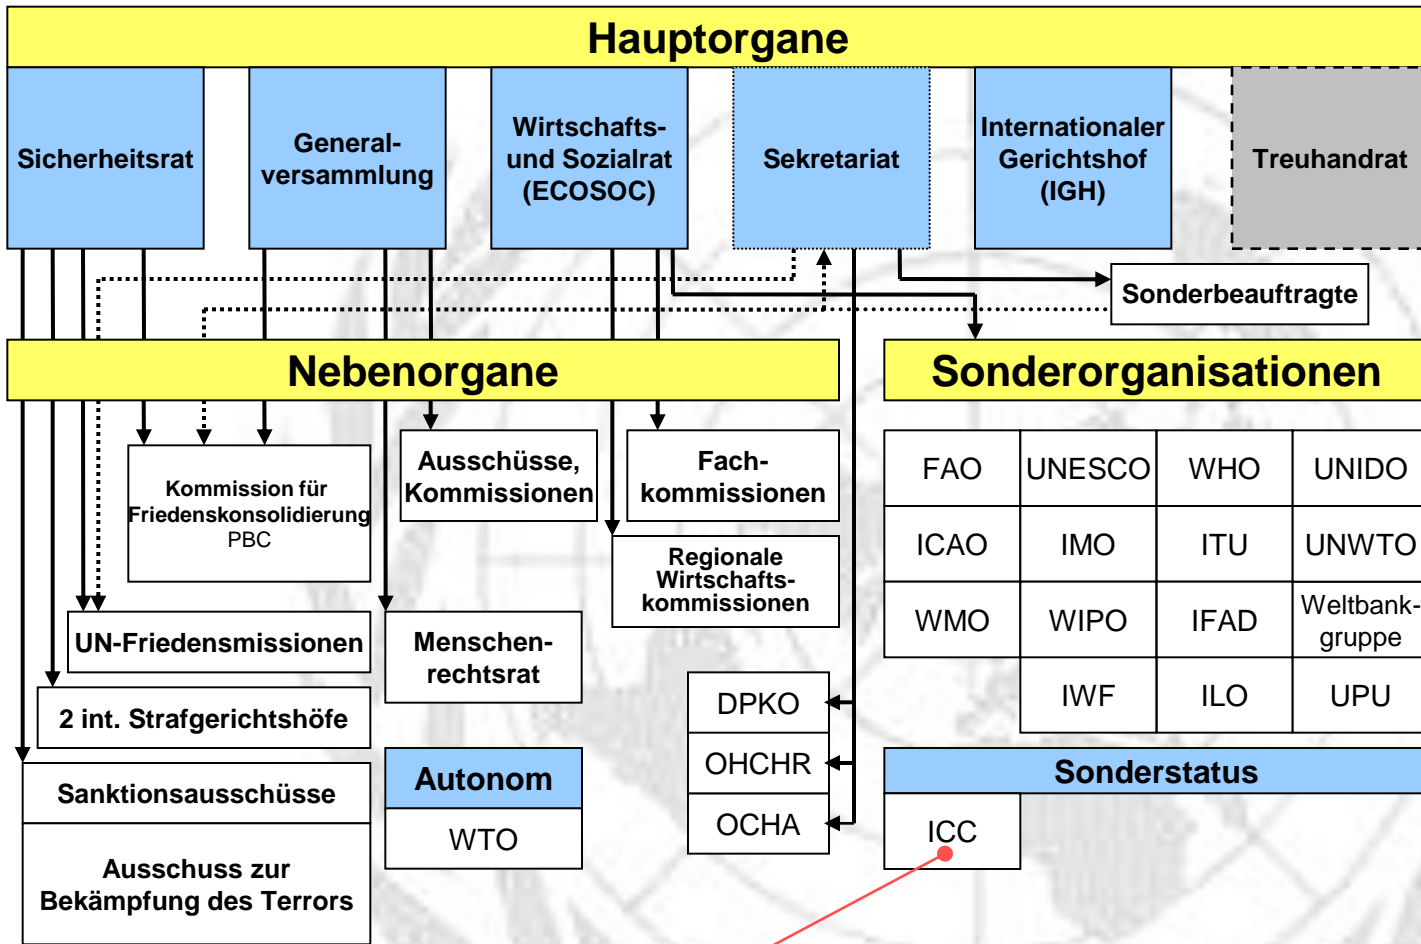 Hauptorgane
Sicherheitsrat
General-
versammlung
Wirtschafts-
und Sozialrat
(ECOSOC)
Sekretariat
Internationaler
Gerichtshof
(IGH)
Treuhandrat
Sonderbeauftragte
Nebenorgane
Sonderorganisationen
Kommission für
Friedenskonsolidierung
PBC
Ausschüsse,
Kommissionen
Fach-
kommissionen
Regionale
Wirtschafts-
kommissionen
UN-Friedensmissionen
Menschen-
rechtsrat
2 int. Strafgerichtshöfe
Sanktionsausschüsse
Ausschuss zur
Bekämpfung des Terrors
Autonom
WTO
DPKO
OHCHR
OCHA
FAO UNESCO WHO UNIDO
ICAO IMO ITU UNWTO
WMO WIPO IFAD Weltbank-
gruppe
IWF ILO UPU
Sonderstatus
ICC